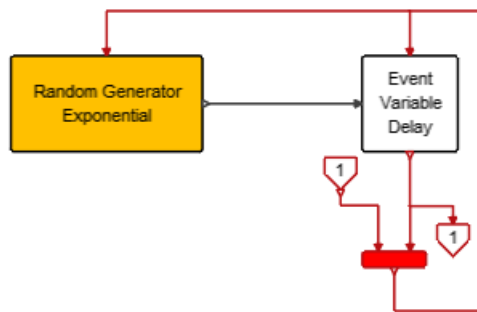 Random Generator
Exponential
Event
Variable
Delay
1
1